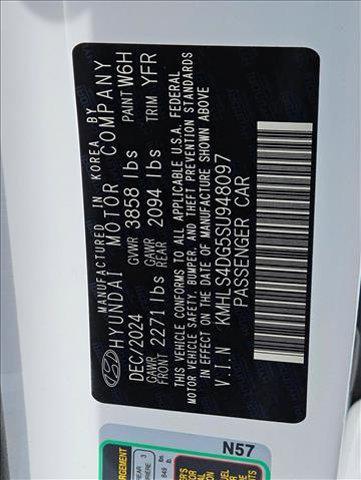 MANUFACTURED IN KOREA BY
HYUNDAI MOTOR COMPANY
DEC/2024 GVWR 3858 lbs PAINT W6H
GAWR FRONT 2271 lbs GAWR REAR 2094 lbs TRIM YFR
THIS VEHICLE CONFORMS TO ALL APPLICABLE U.S.A. FEDERAL
MOTOR VEHICLE SAFETY, BUMPER, AND THEFT PREVENTION STANDARDS
IN EFFECT ON THE DATE OF MANUFACTURE SHOWN ABOVE
V.I.N KMHLS4DG5SU948097
PASSENGER CAR
N57